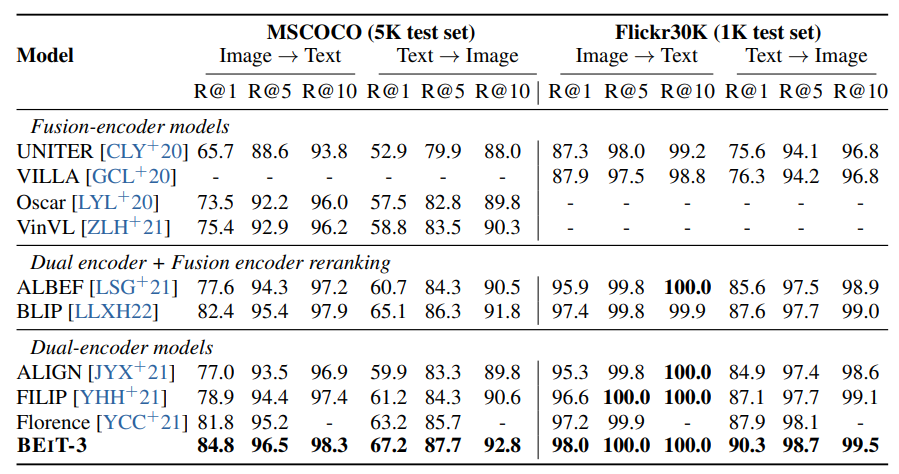 MSCOCO (5K test set) Flickr30K (1K test set)
Model Image → Text Text → Image Image → Text Text → Image
R@1 R@5 R@10 R@1 R@5 R@10 R@1 R@5 R@10 R@1 R@5 R@10
Fusion-encoder models
UNITER [CLY+20] 65.7 88.6 93.8 52.9 79.9 88.0 87.3 98.0 99.2 75.6 94.1 96.8
VILLA [GCL+20] - - - - - - 87.9 97.5 98.8 76.3 94.2 96.8
Oscar [LYL+20] 73.5 92.2 96.0 57.5 82.8 89.8 - - - - - -
VinVL [ZLH+21] 75.4 92.9 96.2 58.8 83.5 90.3 - - - - - -
Dual encoder + Fusion encoder reranking
ALBEF [LSG+21] 77.6 94.3 97.2 60.7 84.3 90.5 95.9 99.8 100.0 85.6 97.5 98.9
BLIP [LLXH22] 82.4 95.4 97.9 65.1 86.3 91.8 97.4 99.8 99.9 87.6 97.7 99.0
Dual-encoder models
ALIGN [JYX+21] 77.0 93.5 96.9 59.9 83.3 89.8 95.3 99.8 100.0 84.9 97.4 98.6
FILIP [YHH+21] 78.9 94.4 97.4 61.2 84.3 90.6 96.6 100.0 100.0 87.1 97.7 99.1
Florence [YCC+21] 81.8 95.2 - 63.2 85.7 - 97.2 99.9 - 87.9 98.1 -
BEIT-3 84.8 96.5 98.3 67.2 87.7 92.8 98.0 100.0 100.0 90.3 98.7 99.5